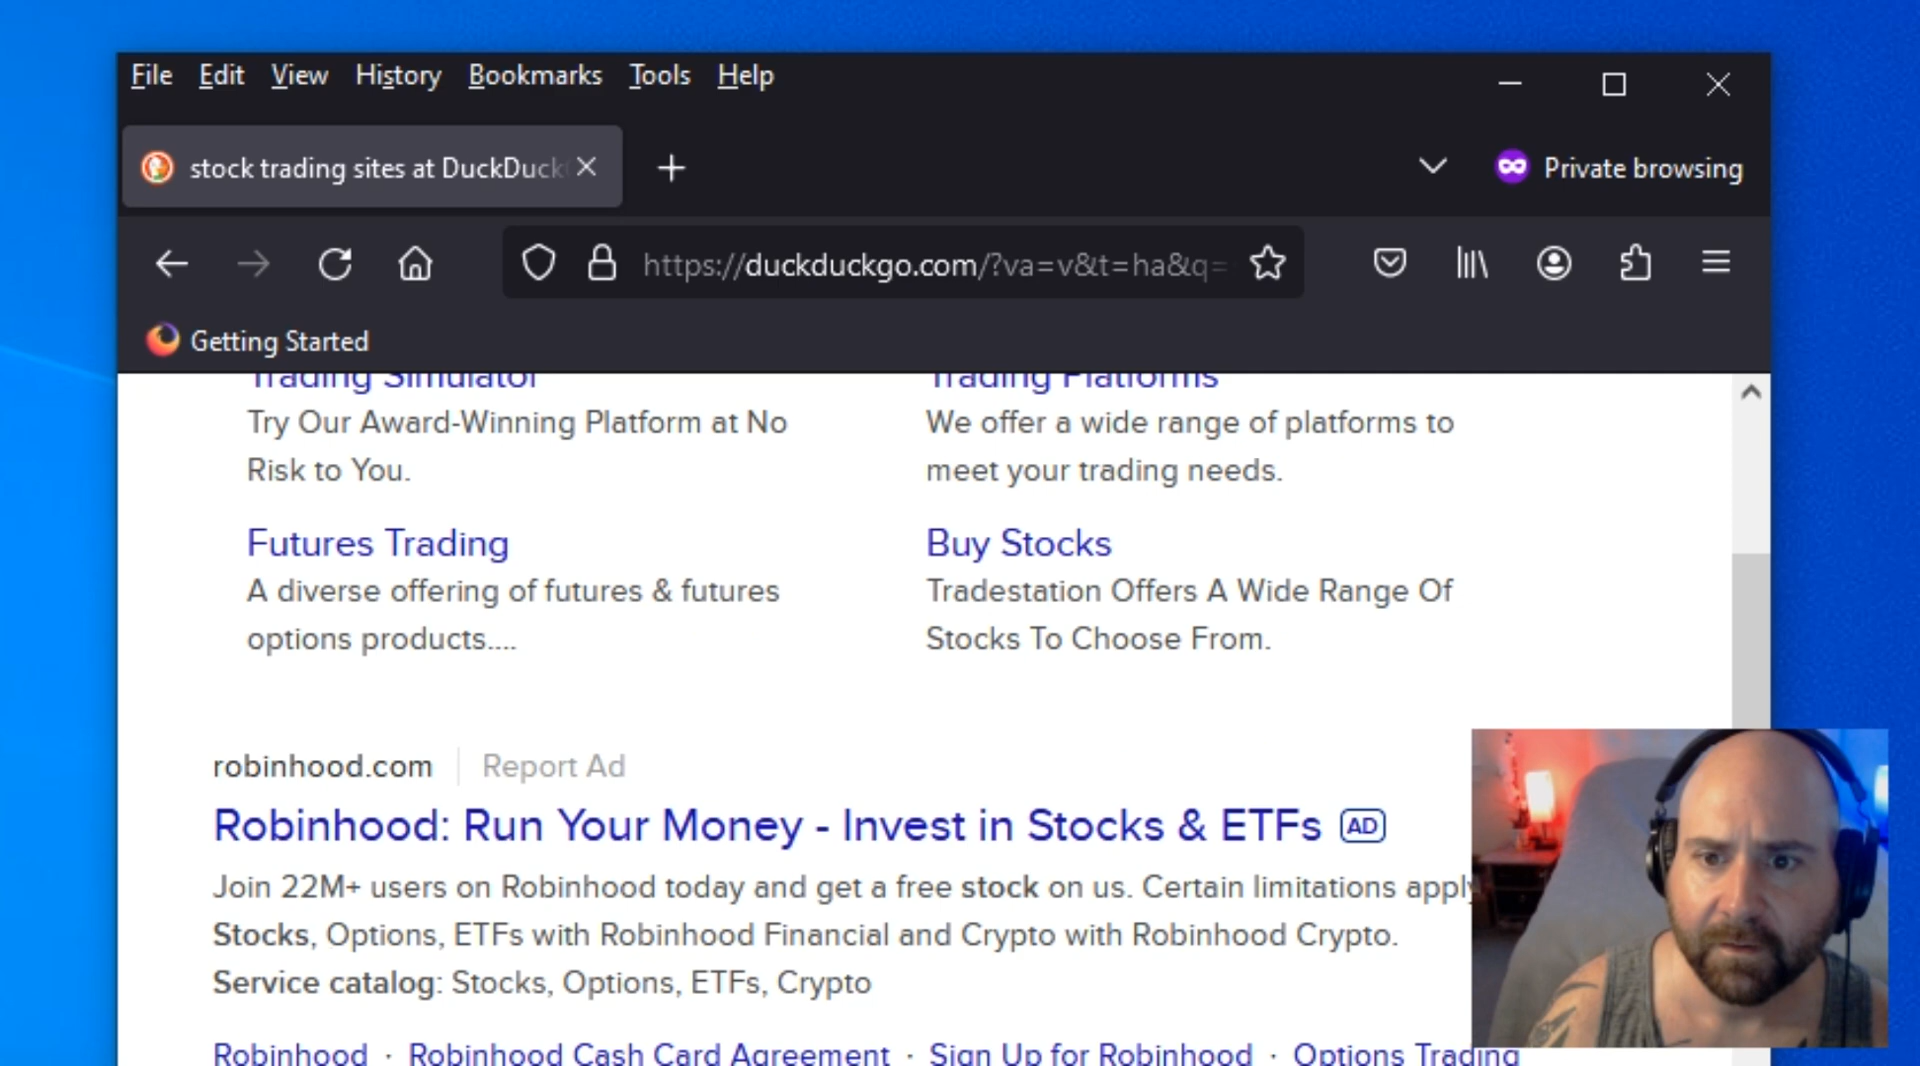 File Edit View History Bookmarks Tools Help
stock trading sites at DuckDuck
Private browsing
https://duckduckgo.com/?va=v&t=ha&q=
Getting Started
Trading Simulator
Try Our Award-Winning Platform at No
Risk to You.
Trading Platforms
We offer a wide range of platforms to
meet your trading needs.
Futures Trading
A diverse offering of futures & futures
options products....
Buy Stocks
Tradestation Offers A Wide Range Of
Stocks To Choose From.
robinhood.com Report Ad
Robinhood: Run Your Money - Invest in Stocks & ETFs AD
Join 22M+ users on Robinhood today and get a free stock on us. Certain limitations apply
Stocks, Options, ETFs with Robinhood Financial and Crypto with Robinhood Crypto.
Service catalog: Stocks, Options, ETFs, Crypto
Robinhood · Robinhood Cash Card Agreement · Sign Up for Robinhood · Options Trading